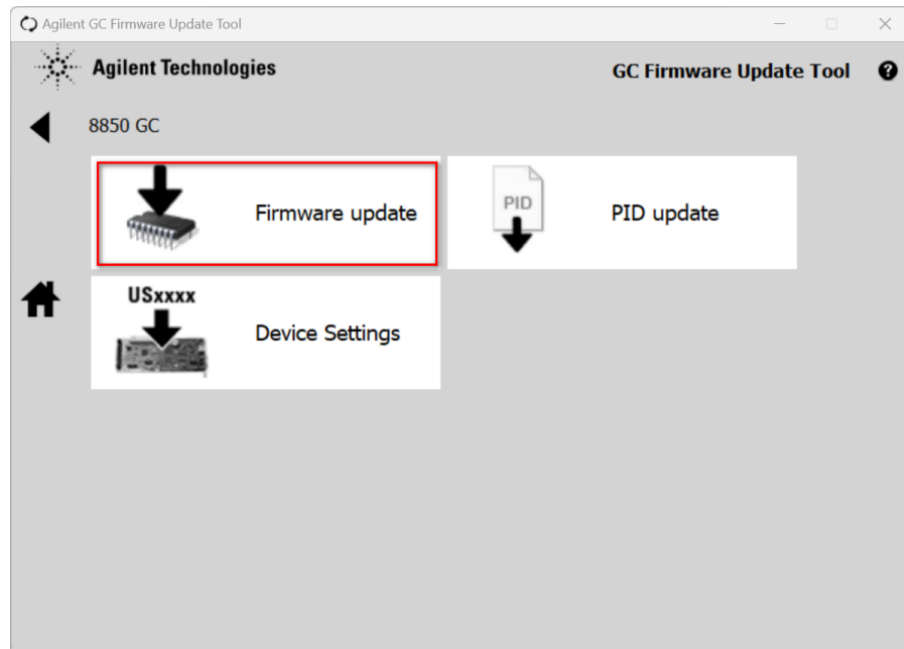 Agilent GC Firmware Update Tool
Agilent Technologies
GC Firmware Update Tool ?
8850 GC
Firmware update
PID
PID update
USxxxx
Device Settings